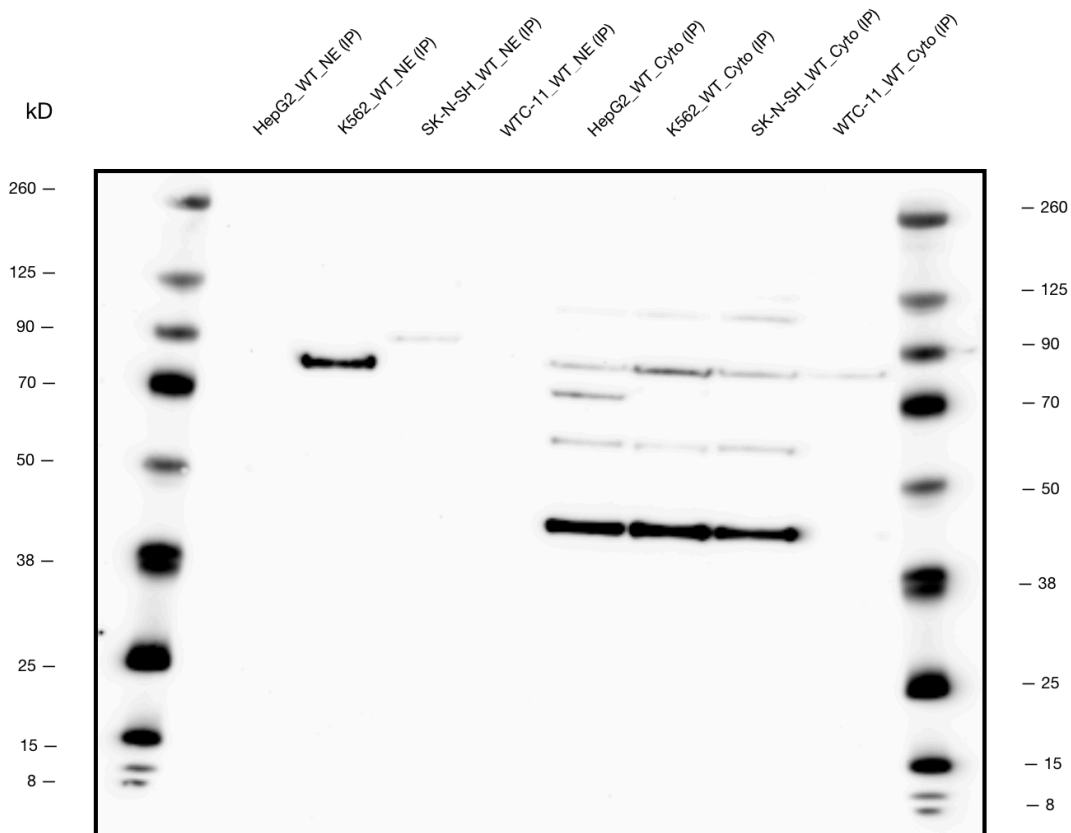 kD
HepG2_WT_NE (IP)
K562_WT_NE (IP)
SK-N-SH_WT_NE (IP)
WTC-11_WT_NE (IP)
HepG2_WT_Cyto (IP)
K562_WT_Cyto (IP)
SK-N-SH_WT_Cyto (IP)
WTC-11_WT_Cyto (IP)
260 –
125 –
90 –
70 –
50 –
38 –
25 –
15 –
8 –
– 260
– 125
– 90
– 70
– 50
– 38
– 25
– 15
– 8